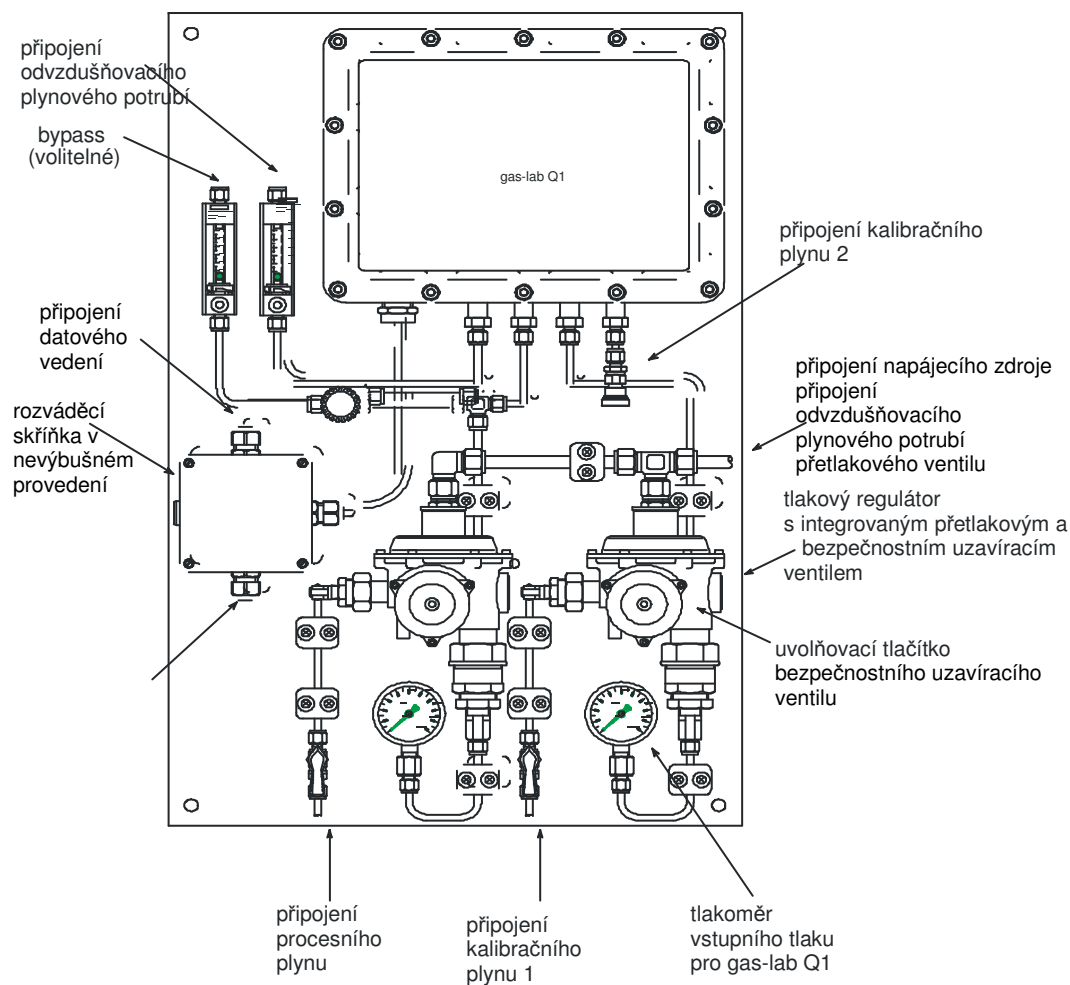 připojení
odvzdušňovacího
plynového potrubí
bypass
(volitelné)
gas-lab Q1
připojení kalibračního
plynu 2
připojení
datového
vedení
rozváděcí
skříňka v
nevýbušném
provedení
připojení napájecího zdroje
připojení
odvzdušňovacího
plynového potrubí
přetlakového ventilu
tlakový regulátor
s integrovaným přetlakovým a
bezpečnostním uzavíracím
ventilem
uvolňovací tlačítko
bezpečnostního uzavíracího
ventilu
připojení
procesního
plynu
připojení
kalibračního
plynu 1
tlakoměr
vstupního tlaku
pro gas-lab Q1